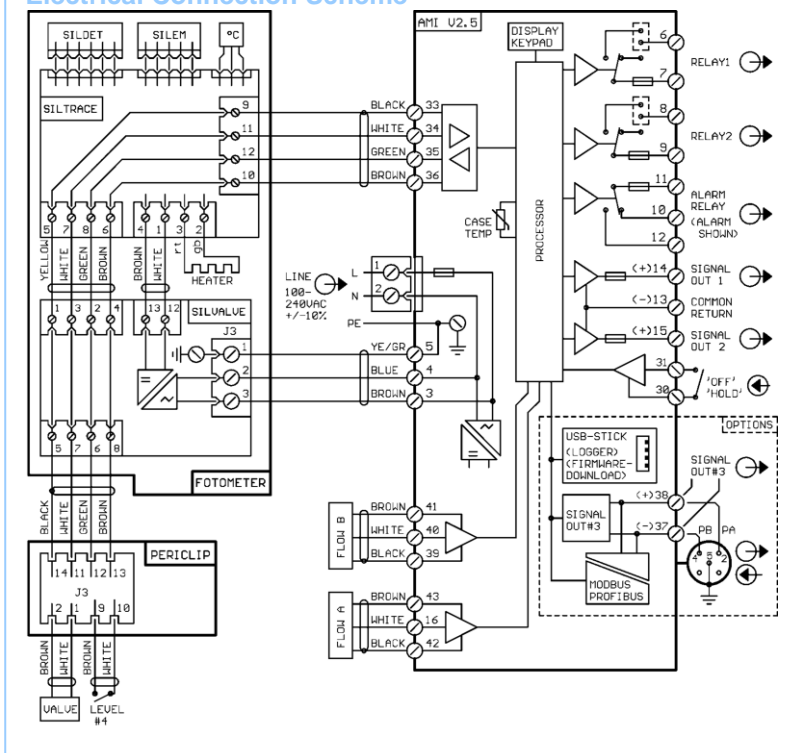 Electrical Connection Scheme
SILDET
SILEM
°C
SILTRACE
9
11
12
10
5 7 8 6 4 1 3 2
YELLOW
WHITE
GREEN
BROWN
BROWN
WHITE
rt
gb
HEATER
1 3 2 4
13 12
SILVALVE
J3
1
2
3
5 7 6 8
FOTOMETER
BLACK
WHITE
GREEN
BROWN
PERICLIP
14 11 12 13
J3
2 1 9 10
BROWN
WHITE
BROWN
WHITE
VALVE
LEVEL
#4
BLACK 33
WHITE 34
GREEN 35
BROWN 36
LINE
100-
240VAC
+/-10%
1 L
2 N
PE
YE/GR 5
BLUE 4
BROWN 3
FLOW B
BROWN 41
WHITE 40
BLACK 39
FLOW A
BROWN 43
WHITE 16
BLACK 42
AMI V2.5
DISPLAY
KEYPAD
CASE
TEMP
PROCESSOR
6
7
RELAY1
8
9
RELAY2
11
10
12
ALARM
RELAY
(ALARM
SHOWN)
(+)14
SIGNAL
OUT 1
(-)13
COMMON
RETURN
(+)15
SIGNAL
OUT 2
31
30
'OFF'
'HOLD'
OPTIONS
USB-STICK
(LOGGER)
(FIRMWARE-
DOWNLOAD)
SIGNAL
OUT#3
(+)38
(-)37
SIGNAL
OUT#3
PB PA
4 5 2
MODBUS
PROFIBUS